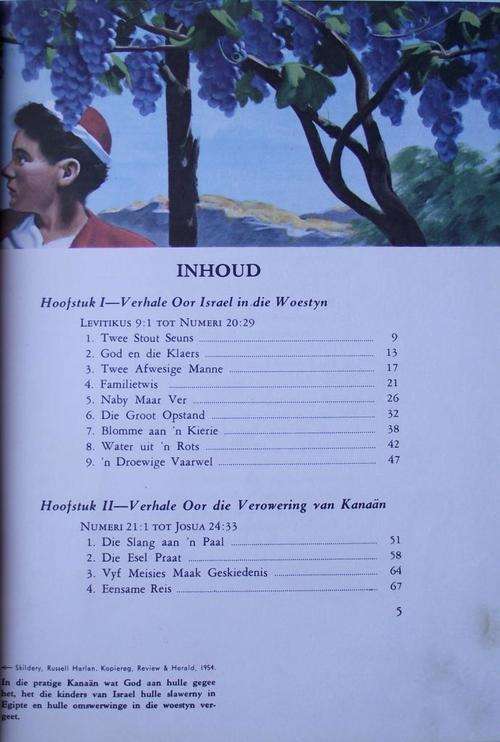 INHOUD
Hoofstuk I—Verhale Oor Israel in die Woestyn
LEVITIKUS 9:1 TOT NUMERI 20:29
1. Twee Stout Seuns 9
2. God en die Klaers 13
3. Twee Afwesige Manne 17
4. Familietwis 21
5. Naby Maar Ver 26
6. Die Groot Opstand 32
7. Blomme aan 'n Kierie 38
8. Water uit 'n Rots 42
9. 'n Droewige Vaarwel 47
Hoofstuk II—Verhale Oor die Verowering van Kanaän
NUMERI 21:1 TOT JOSUA 24:33
1. Die Slang aan 'n Paal 51
2. Die Esel Praat 58
3. Vyf Meisies Maak Geskiedenis 64
4. Eensame Reis 67
5
← Skildery, Russell Harlan. Kopiereg, Review & Herald, 1954.
In die pratige Kanaän wat God aan hulle gegee
het, het die kinders van Israel hulle slawerny in
Egipte en hulle omswerwinge in die woestyn ver-
geet.